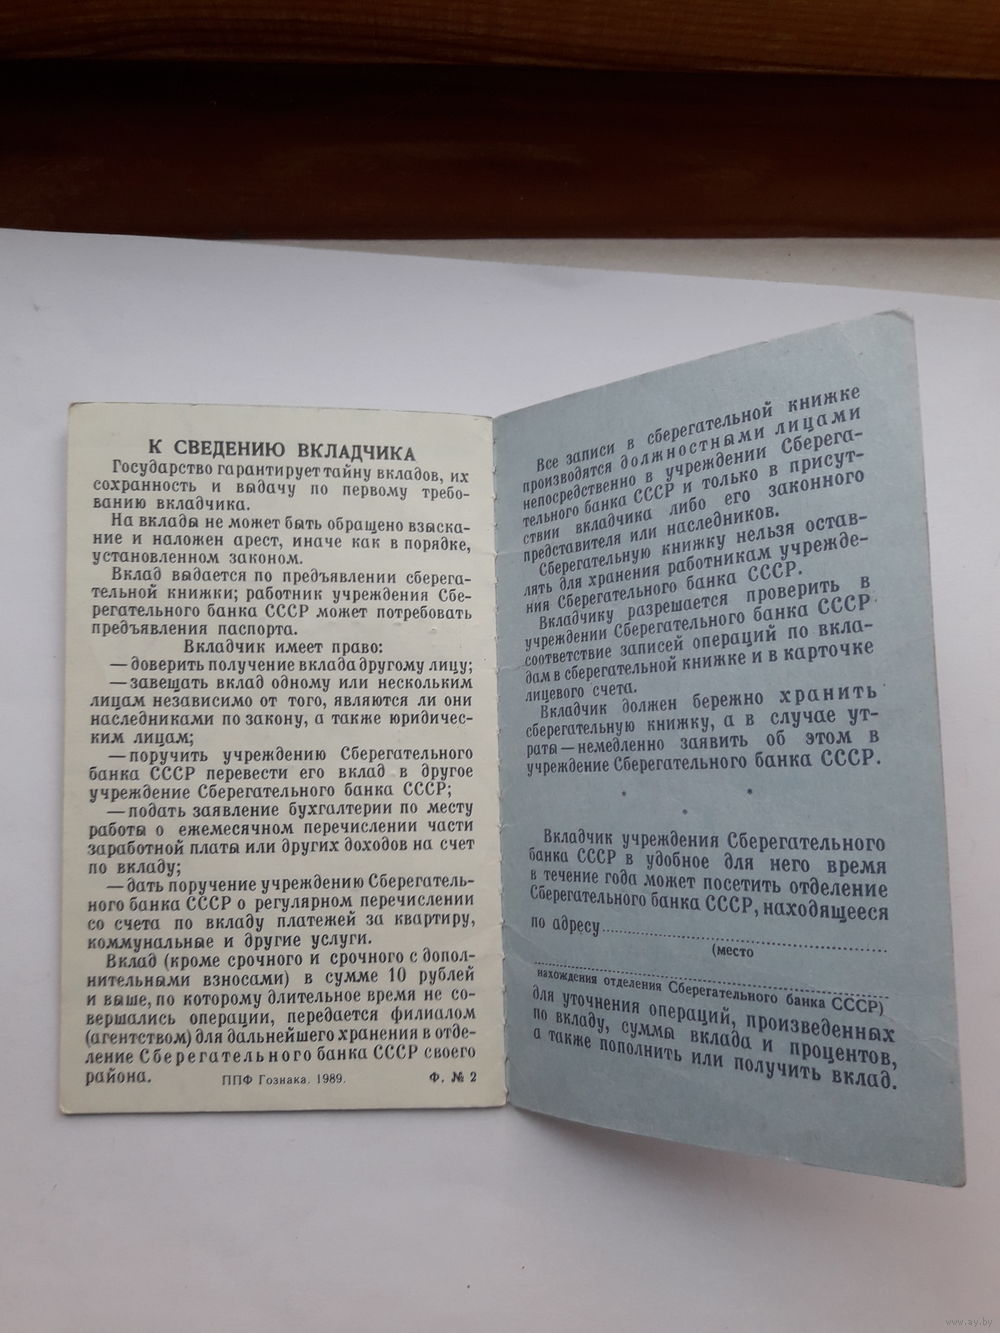 К СВЕДЕНИЮ ВКЛАДЧИКА
Государство гарантирует тайну вкладов, их
сохранность и выдачу по первому требо-
ванию вкладчика.
На вклады не может быть обращено взыска-
ние и наложен арест, иначе как в порядке,
установленном законом.
Вклад выдается по предъявлении сберега-
тельной книжки; работник учреждения Сбе-
регательного банка СССР может потребовать
предъявления паспорта.
Вкладчик имеет право:
—доверить получение вклада другому лицу;
—завещать вклад одному или нескольким
лицам независимо от того, являются ли они
наследниками по закону, а также юридичес-
ким лицам;
—поручить учреждению Сберегательного
банка СССР перевести его вклад в другое
учреждение Сберегательного банка СССР;
—подать заявление бухгалтерии по месту
работы о ежемесячном перечислении части
заработной платы или других доходов на счет
по вкладу;
—дать поручение учреждению Сберегатель-
ного банка СССР о регулярном перечислении
со счета по вкладу платежей за квартиру,
коммунальные и другие услуги.
Вклад (кроме срочного и срочного с допол-
нительными взносами) в сумме 10 рублей
и выше, по которому длительное время не со-
вершались операции, передается филиалом
(агентством) для дальнейшего хранения в отде-
ление Сберегательного банка СССР своего
района.
ППФ Гознака. 1989. Ф. № 2
Все записи в сберегательной книжке
производятся должностными лицами
непосредственно в учреждении Сберега-
тельного банка СССР и только в присут-
ствии вкладчика либо его законного
представителя или наследников.
Сберегательную книжку нельзя остав-
лять для хранения работникам учрежде-
ния Сберегательного банка СССР.
Вкладчику разрешается проверить в
учреждении Сберегательного банка СССР
соответствие записей операций по вкла-
дам в сберегательной книжке и в карточке
лицевого счета.
Вкладчик должен бережно хранить
сберегательную книжку, а в случае ут-
раты—немедленно заявить об этом в
учреждение Сберегательного банка СССР.
* * *
Вкладчик учреждения Сберегательного
банка СССР в удобное для него время
в течение года может посетить отделение
Сберегательного банка СССР, находящееся
по адресу
(место
нахождения отделения Сберегательного банка СССР)
для уточнения операций, произведенных
по вкладу, суммы вклада и процентов,
а также пополнить или получить вклад.
www.ay.by